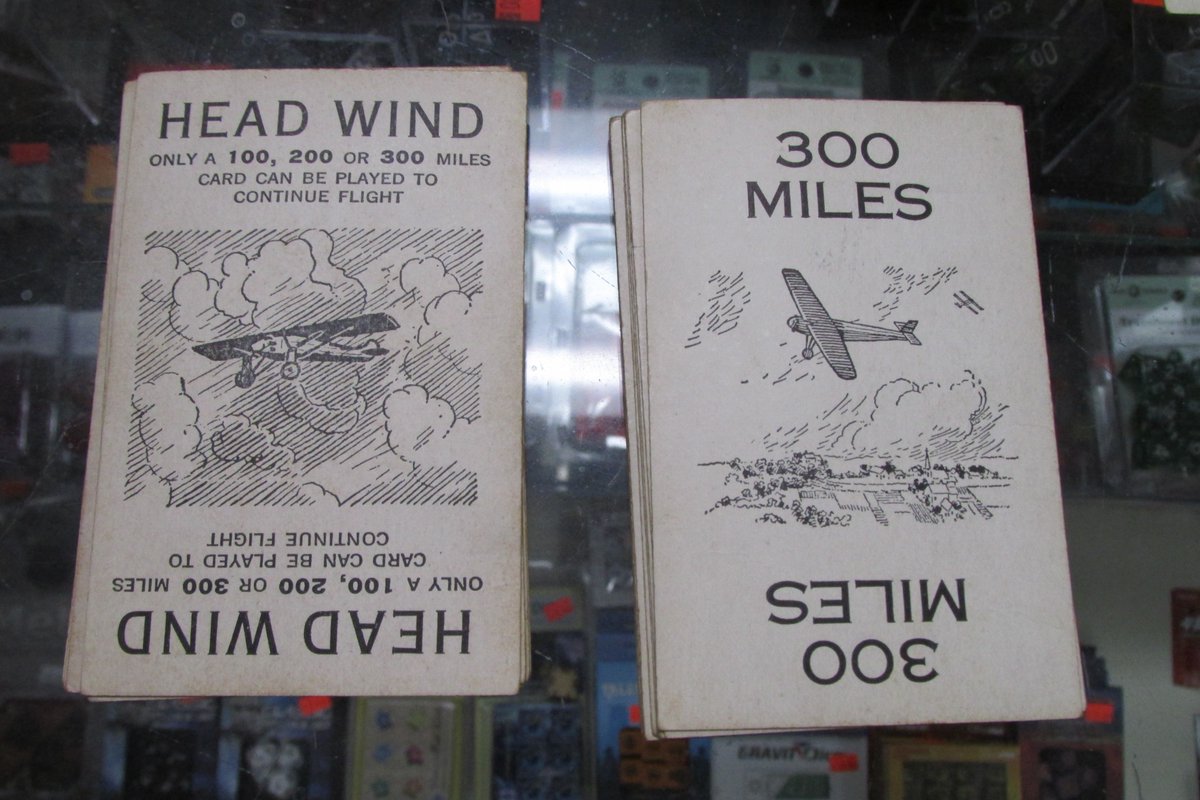 HEAD WIND
ONLY A 100, 200 OR 300 MILES
CARD CAN BE PLAYED TO
CONTINUE FLIGHT
HEAD WIND
ONLY A 100, 200 OR 300 MILES
CARD CAN BE PLAYED TO
CONTINUE FLIGHT
300
MILES
300
MILES